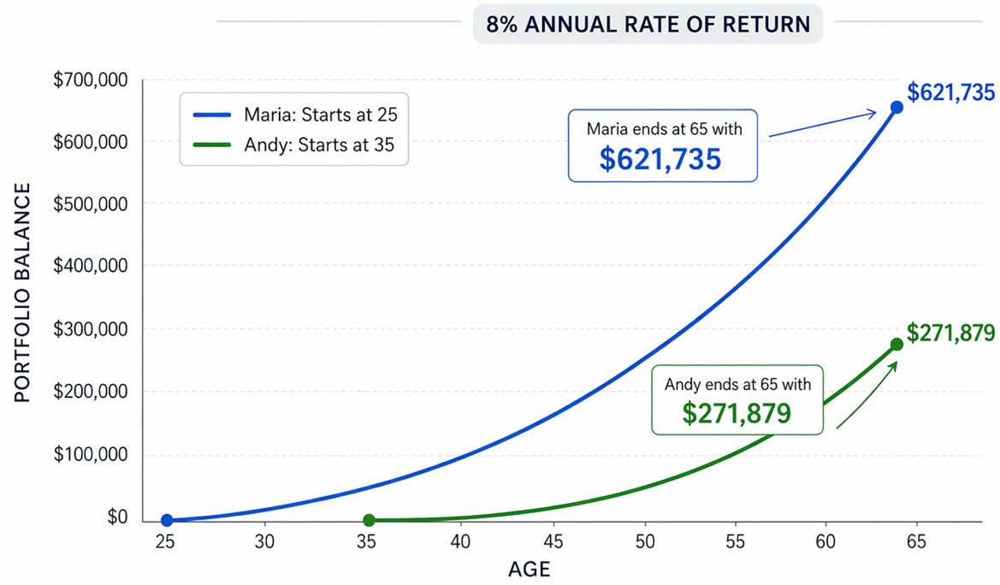 8% ANNUAL RATE OF RETURN
$700,000
$600,000
$500,000
$400,000
$300,000
$200,000
$100,000
$0
PORTFOLIO BALANCE
Maria: Starts at 25
Andy: Starts at 35
Maria ends at 65 with
$621,735
$621,735
Andy ends at 65 with
$271,879
$271,879
25 30 35 40 45 50 55 60 65
AGE